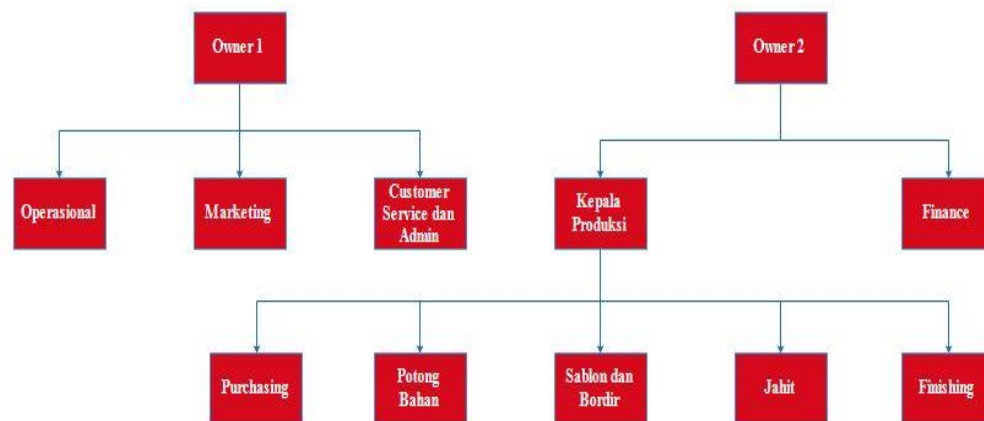 Owner 1
Owner 2
Operasional
Marketing
Customer
Service dan
Admin
Kepala
Produksi
Finance
Purchasing
Potong
Bahan
Sablon dan
Bordir
Jahit
Finishing